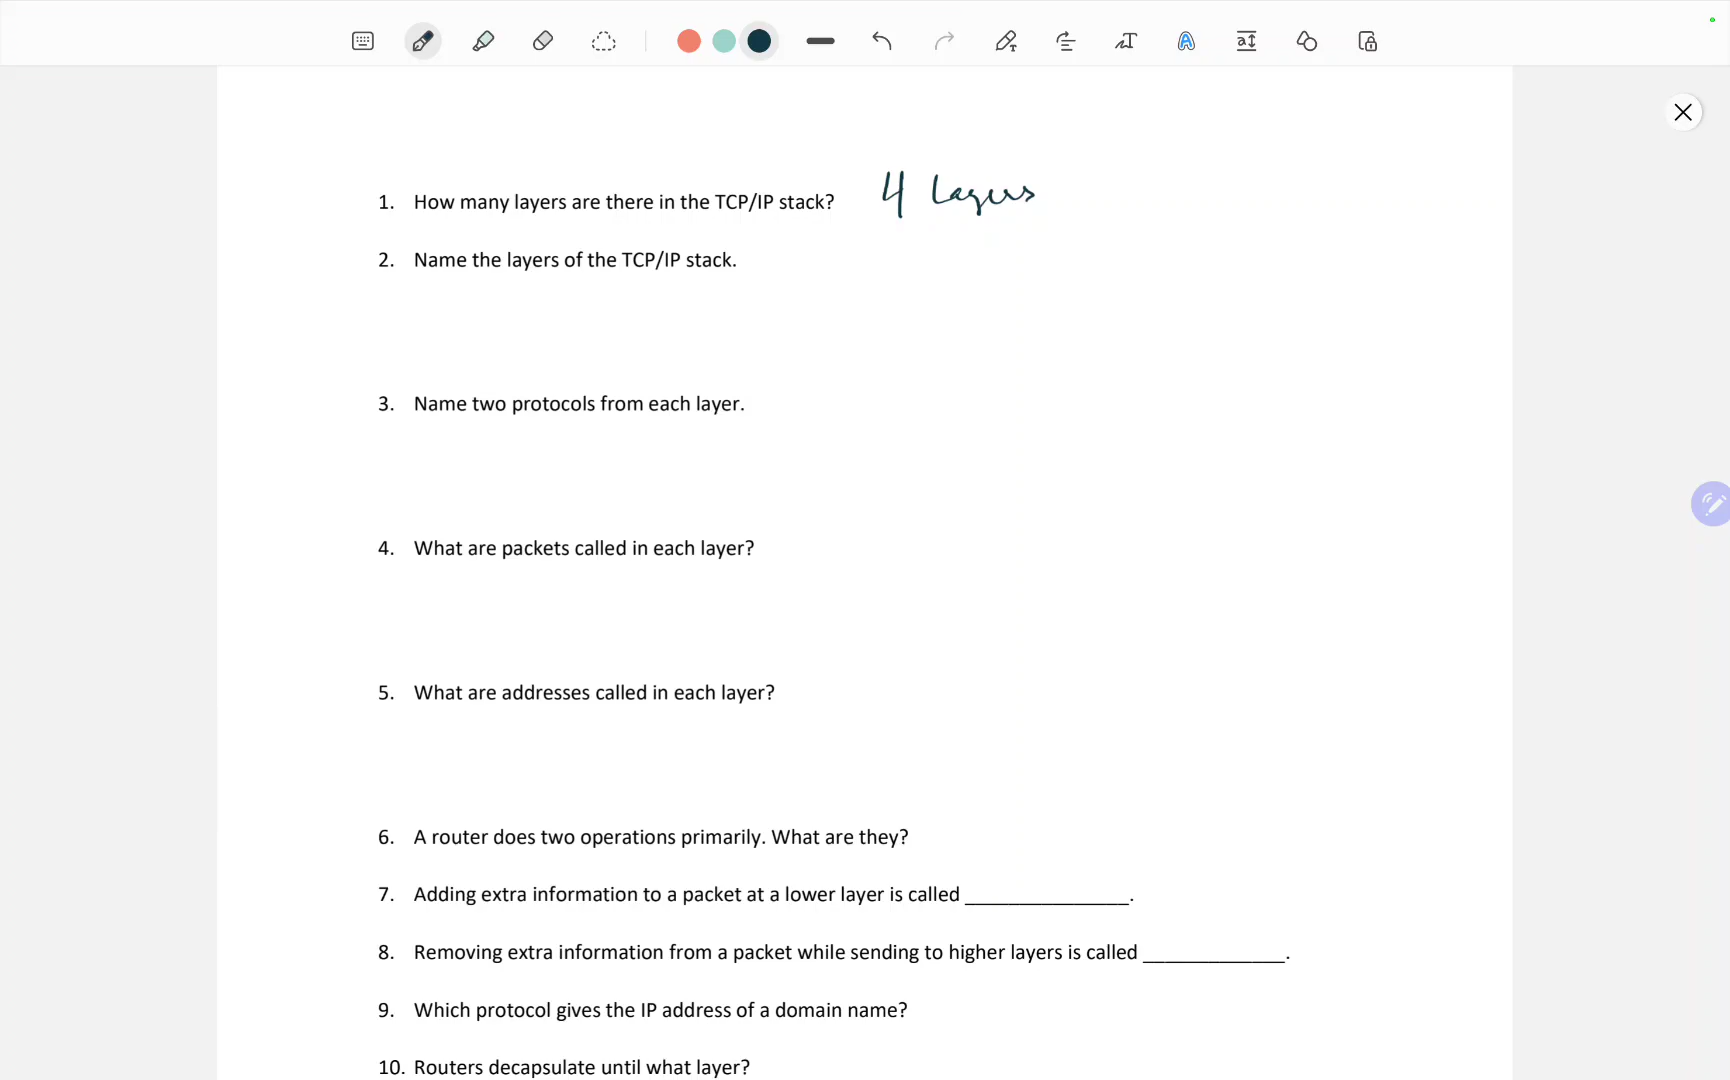 1. How many layers are there in the TCP/IP stack? 4 Layers
2. Name the layers of the TCP/IP stack.
3. Name two protocols from each layer.
4. What are packets called in each layer?
5. What are addresses called in each layer?
6. A router does two operations primarily. What are they?
7. Adding extra information to a packet at a lower layer is called _______________.
8. Removing extra information from a packet while sending to higher layers is called _____________.
9. Which protocol gives the IP address of a domain name?
10. Routers decapsulate until what layer?